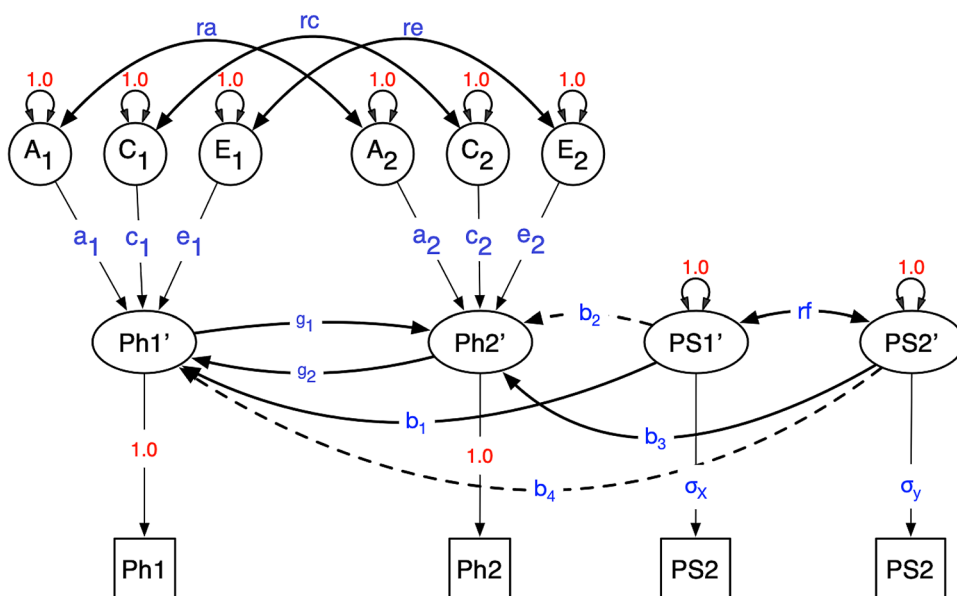 ra rc re
1.0 1.0 1.0 1.0 1.0 1.0
A1 C1 E1 A2 C2 E2
a1 c1 e1 a2 c2 e2
1.0 1.0
g1 b2 rf
Ph1’ Ph2’ PS1’ PS2’
g2
b1 b3
1.0 1.0
b4 σX σy
Ph1 Ph2 PS2 PS2